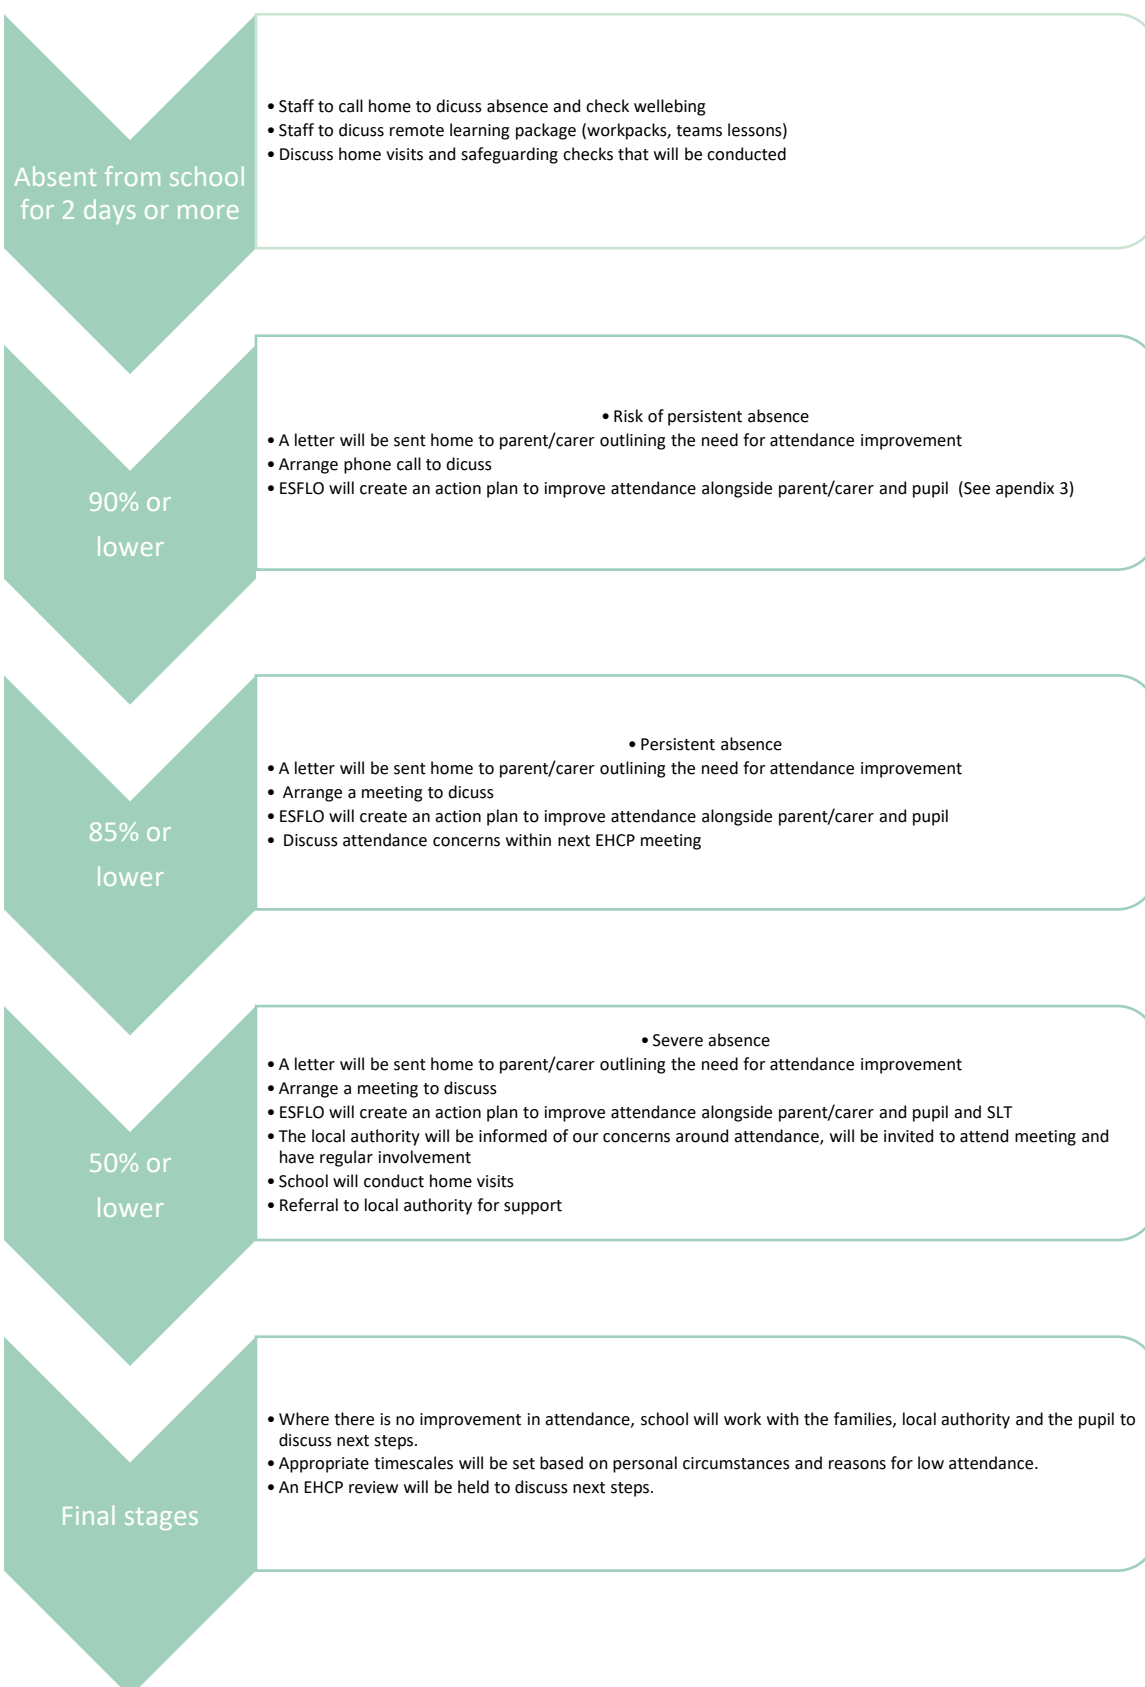 Absent from school
for 2 days or more
• Staff to call home to dicuss absence and check wellebing
• Staff to dicuss remote learning package (workpacks, teams lessons)
• Discuss home visits and safeguarding checks that will be conducted
90% or
lower
• Risk of persistent absence
• A letter will be sent home to parent/carer outlining the need for attendance improvement
• Arrange phone call to dicuss
• ESFLO will create an action plan to improve attendance alongside parent/carer and pupil (See apendix 3)
85% or
lower
• Persistent absence
• A letter will be sent home to parent/carer outlining the need for attendance improvement
• Arrange a meeting to dicuss
• ESFLO will create an action plan to improve attendance alongside parent/carer and pupil
• Discuss attendance concerns within next EHCP meeting
50% or
lower
• Severe absence
• A letter will be sent home to parent/carer outlining the need for attendance improvement
• Arrange a meeting to discuss
• ESFLO will create an action plan to improve attendance alongside parent/carer and pupil and SLT
• The local authority will be informed of our concerns around attendance, will be invited to attend meeting and
have regular involvement
• School will conduct home visits
• Referral to local authority for support
Final stages
• Where there is no improvement in attendance, school will work with the families, local authority and the pupil to
discuss next steps.
• Appropriate timescales will be set based on personal circumstances and reasons for low attendance.
• An EHCP review will be held to discuss next steps.